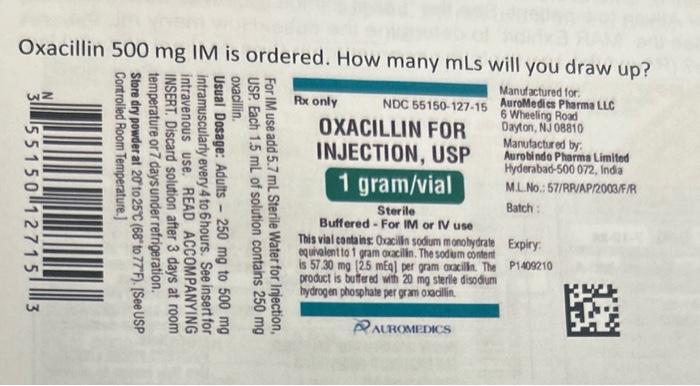 Oxacillin 500 mg IM is ordered. How many mLs will you draw up?
For IM use add 5.7 mL Sterile Water for Injection,
USP. Each 1.5 mL of solution contains 250 mg
oxacillin.
Usual Dosage: Adults - 250 mg to 500 mg
intramuscularly every 4 to 6 hours. See insert for
intravenous use. READ ACCOMPANYING
INSERT. Discard solution after 3 days at room
temperature or 7 days under refrigeration.
Store dry powder at 20° to 25°C (68° to 77°F). [See USP
Controlled Room Temperature.]
N
3 55150 12715 3
Rx only
NDC 55150-127-15
OXACILLIN FOR
INJECTION, USP
1 gram/vial
Sterile
Buffered - For IM or IV use
This vial contains: Oxacillin sodium monohydrate
equivalent to 1 gram oxacillin. The sodium content
is 57.30 mg [2.5 mEq] per gram oxacillin. The
product is buffered with 20 mg sterile disodium
hydrogen phosphate per gram oxacillin.
AUROMEDICS
Manufactured for:
AuroMedics Pharma LLC
6 Wheeling Road
Dayton, NJ 08810
Manufactured by:
Aurobindo Pharma Limited
Hyderabad-500 072, India
M.L.No.: 57/RR/AP/2003/F/R
Batch :
Expiry:
P1409210